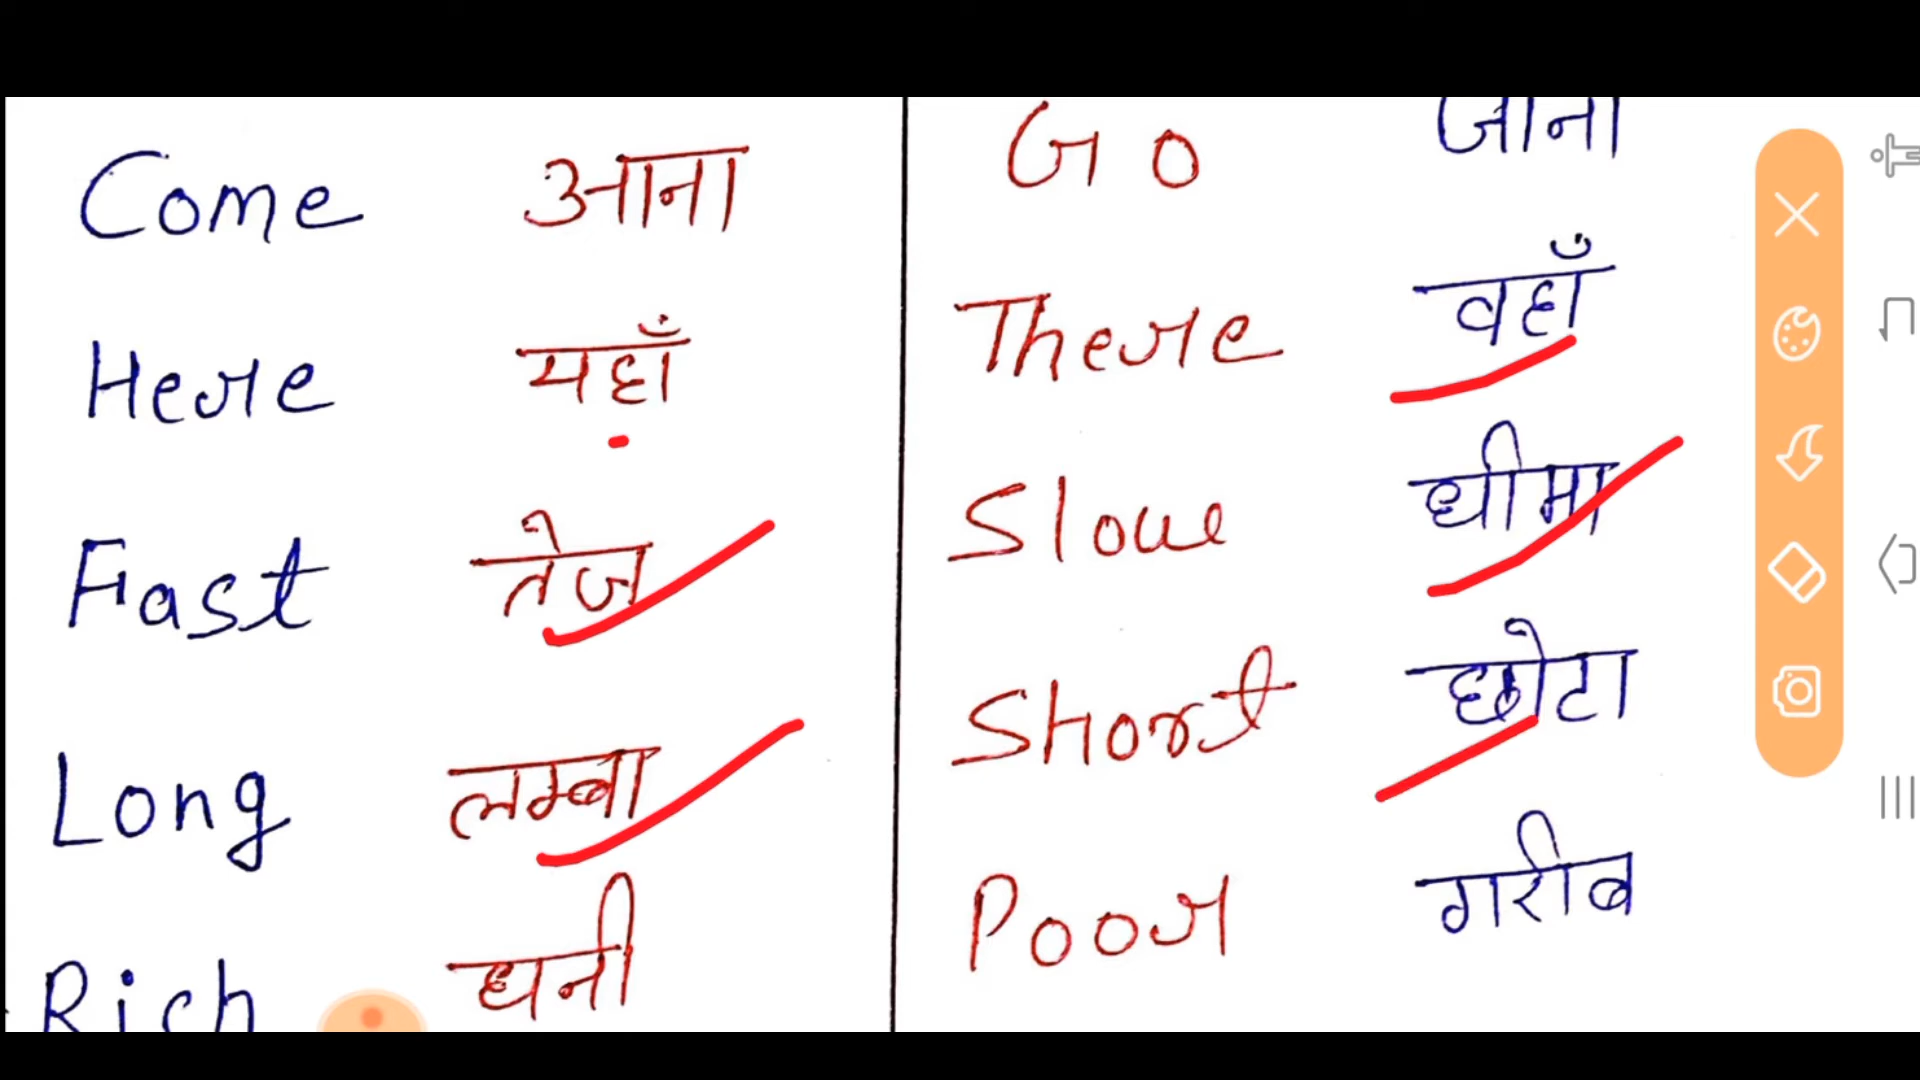 Come आना Go जाना
Here यहाँ There वहाँ
Fast तेज Slow धीमा
Long लम्बा Short छोटा
Rich धनी Poor गरीब